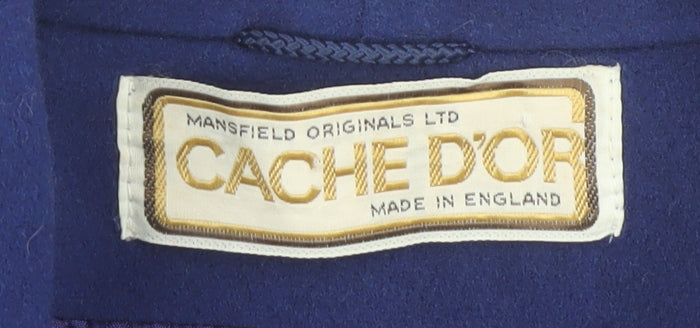 MANSFIELD ORIGINALS LTD
CACHE D'OR
MADE IN ENGLAND